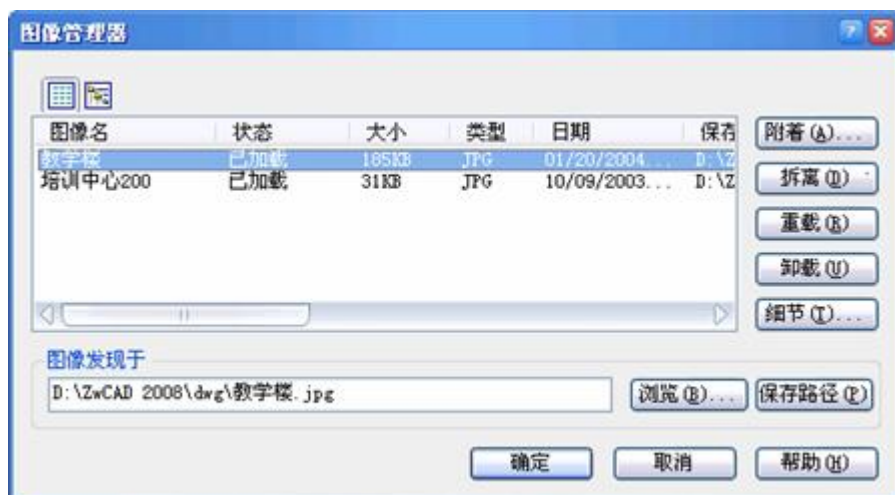 图像管理器
图像名 状态 大小 类型 日期 保存
教学楼 已加载 185KB JPG 01/20/2004... D:\Z
培训中心200 已加载 31KB JPG 10/09/2003... D:\Z
附着(A)...
拆离(D)
重载(R)
卸载(U)
细节(T)...
图像发现于
D:\ZwCAD 2008\dwg\教学楼.jpg 浏览(B)... 保存路径(P)
确定 取消 帮助(H)